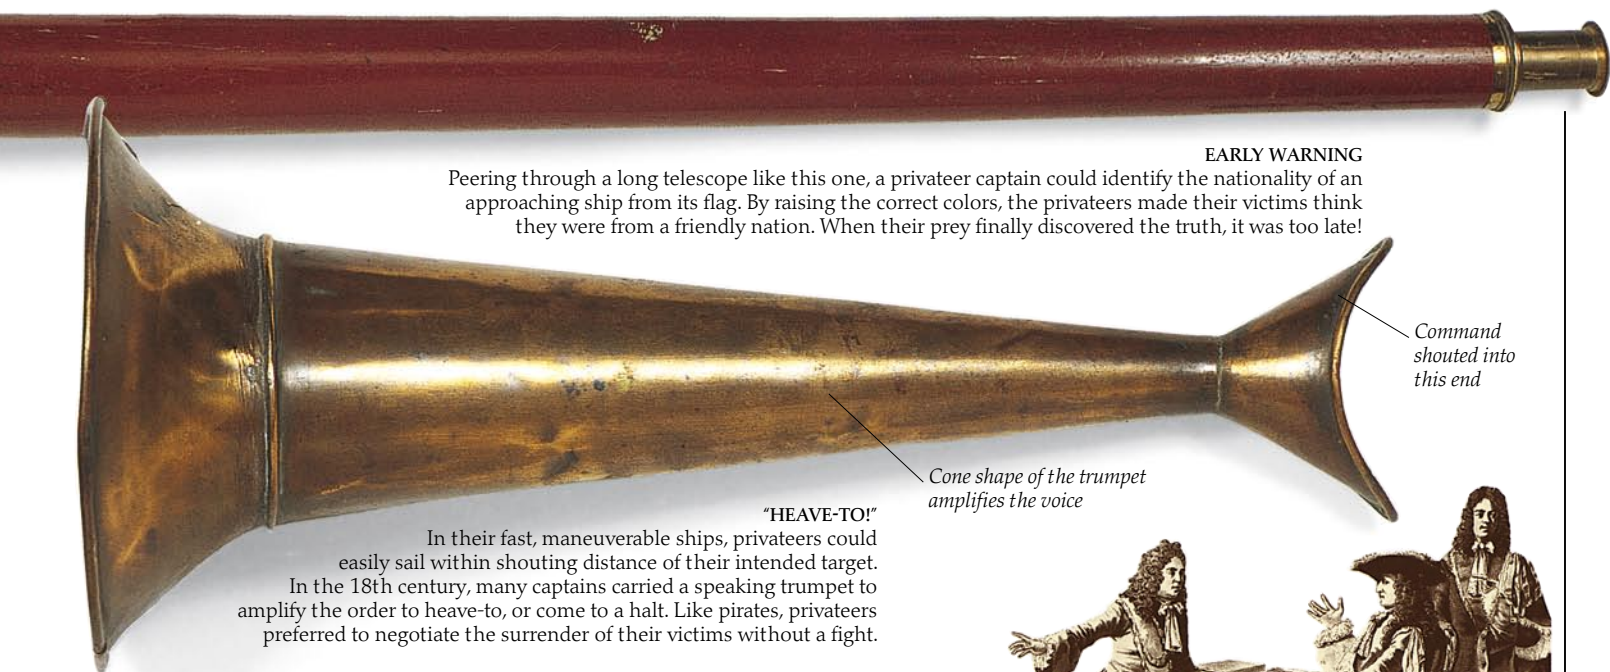 EARLY WARNING
Peering through a long telescope like this one, a privateer captain could identify the nationality of an
approaching ship from its flag. By raising the correct colors, the privateers made their victims think
they were from a friendly nation. When their prey finally discovered the truth, it was too late!
Command
shouted into
this end
Cone shape of the trumpet
amplifies the voice
“HEAVE-TO!”
In their fast, maneuverable ships, privateers could
easily sail within shouting distance of their intended target.
In the 18th century, many captains carried a speaking trumpet to
amplify the order to heave-to, or come to a halt. Like pirates, privateers
preferred to negotiate the surrender of their victims without a fight.